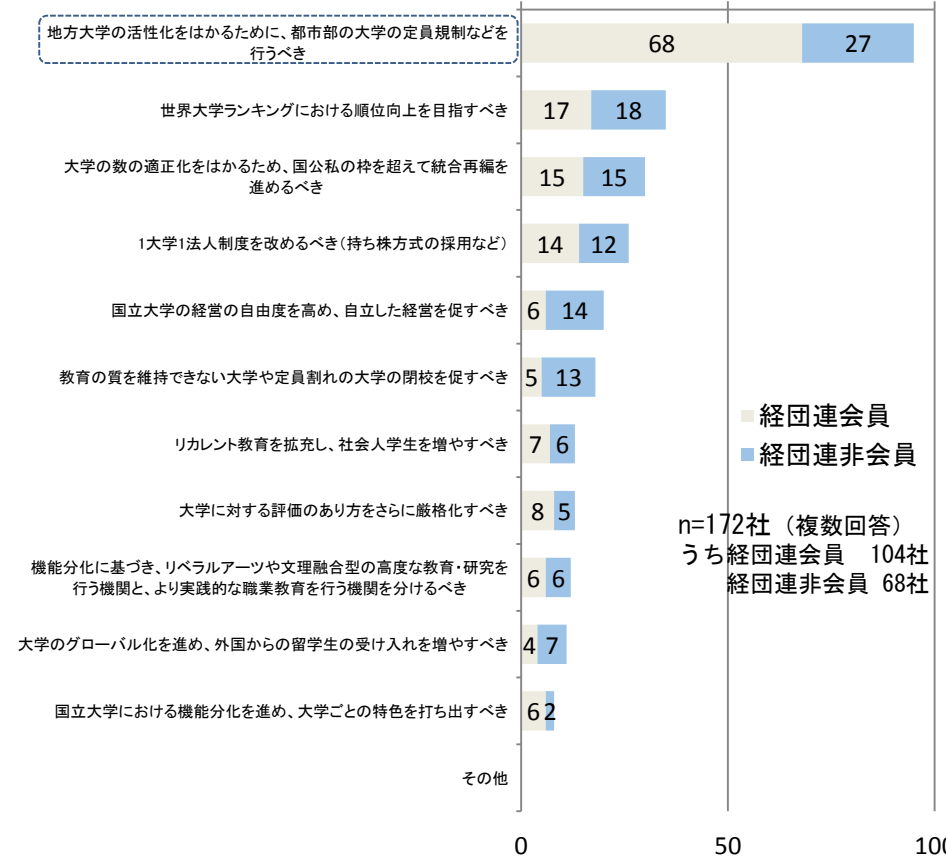 地方大学の活性化をはかるために、都市部の大学の定員規制などを
行うべき
68 27
世界大学ランキングにおける順位向上を目指すべき
17 18
大学の数の適正化をはかるため、国公私の枠を超えて統合再編を
進めるべき
15 15
1大学1法人制度を改めるべき(持ち株方式の採用など)
14 12
国立大学の経営の自由度を高め、自立した経営を促すべき
6 14
教育の質を維持できない大学や定員割れの大学の閉校を促すべき
5 13
リカレント教育を拡充し、社会人学生を増やすべき
7 6
大学に対する評価のあり方をさらに厳格化すべき
8 5
機能分化に基づき、リベラルアーツや文理融合型の高度な教育・研究を
行う機関と、より実践的な職業教育を行う機関を分けるべき
6 6
大学のグローバル化を進め、外国からの留学生の受け入れを増やすべき
4 7
国立大学における機能分化を進め、大学ごとの特色を打ち出すべき
6 2
その他
経団連会員
経団連非会員
n=172社(複数回答)
うち経団連会員 104社
経団連非会員 68社
0 50 100